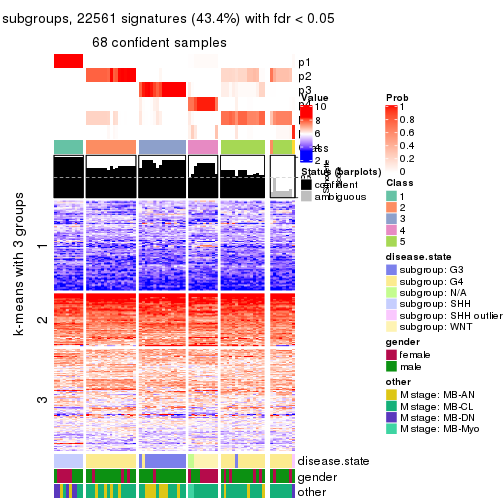 subgroups, 22561 signatures (43.4%) with fdr < 0.05
68 confident samples
p1
p2
p3
k-means with 3 groups
1
2
3
disease.state
gender
other
Value
10
8
6
4
2
Status (barplots)
confident
ambiguous
Prob
1
0.8
0.6
0.4
0.2
0
Class
1
2
3
4
5
disease.state
subgroup: G3
subgroup: G4
subgroup: N/A
subgroup: SHH
subgroup: SHH outlier
subgroup: WNT
gender
female
male
other
M stage: MB-AN
M stage: MB-CL
M stage: MB-DN
M stage: MB-Myo